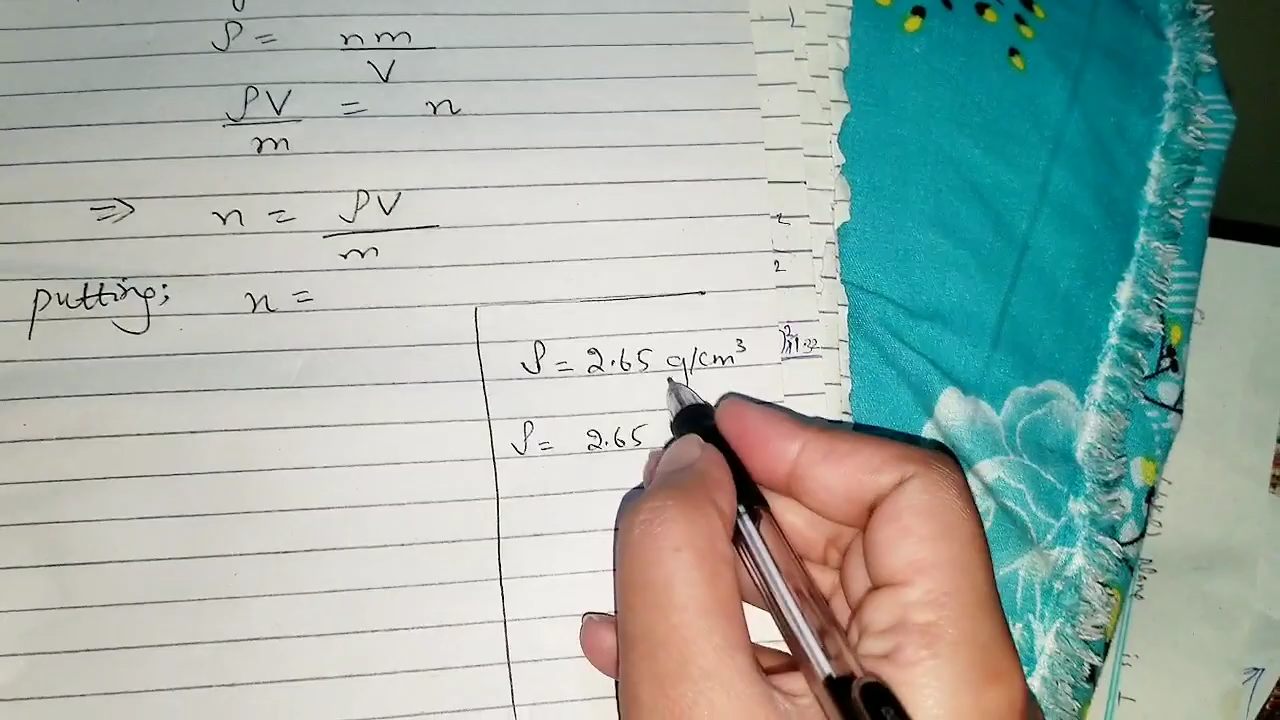 ρ = nm
V
ρV = n
m
⇒ n = ρV
m
putting; n =
ρ = 2.65 g/cm³
ρ = 2.65